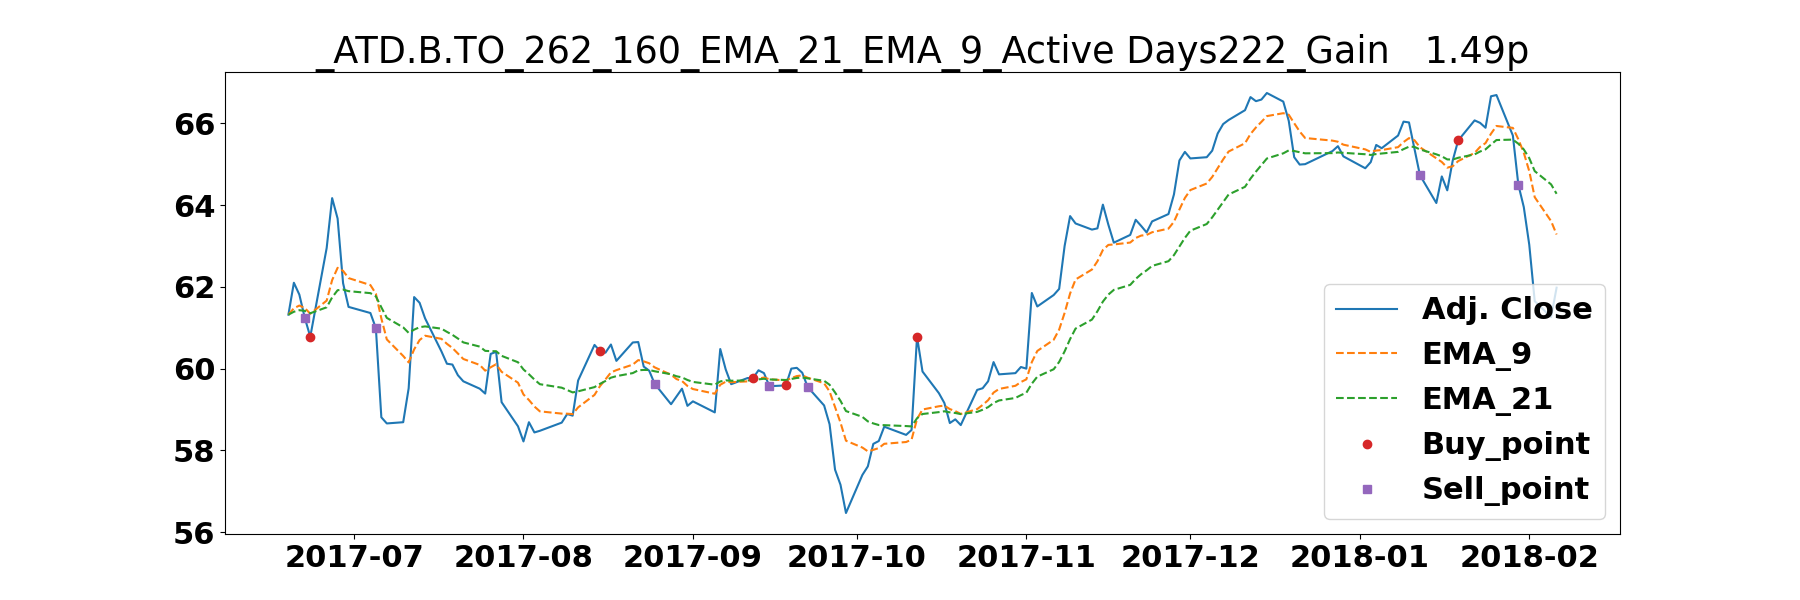 _ATD.B.TO_262_160_EMA_21_EMA_9_Active Days222_Gain   1.49p
66
64
62
60
58
56
Adj. Close
EMA_9
EMA_21
Buy_point
Sell_point
2017-07 2017-08 2017-09 2017-10 2017-11 2017-12 2018-01 2018-02